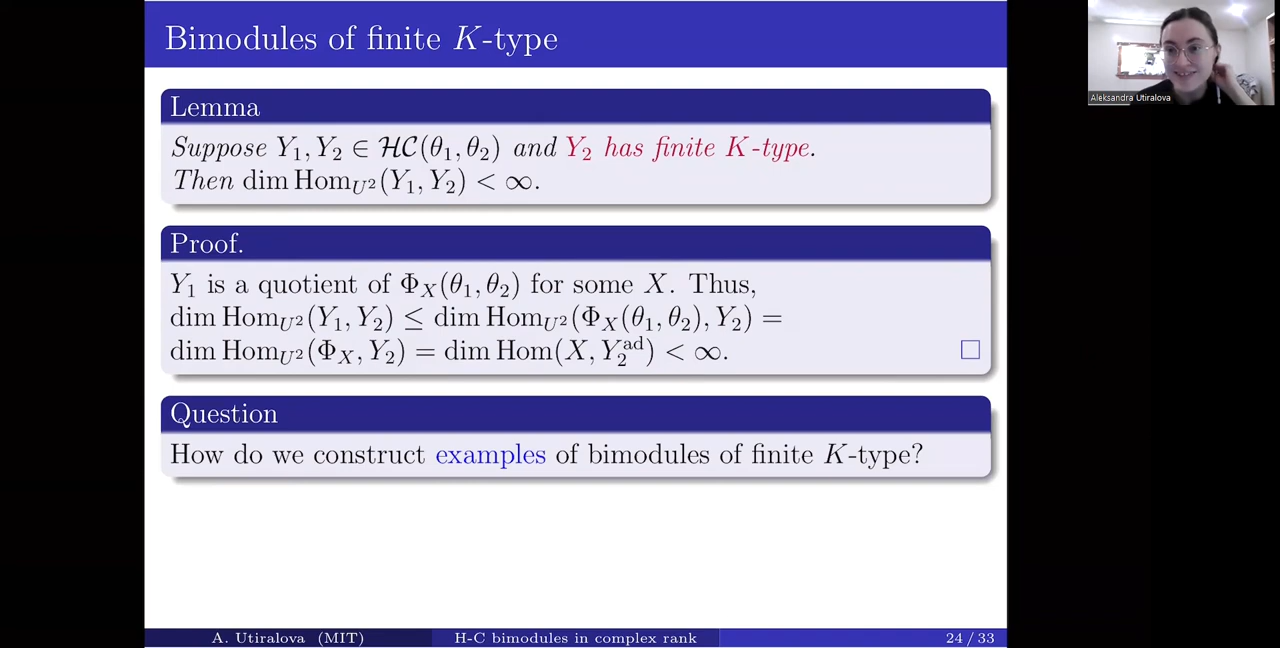 Bimodules of finite K-type
Aleksandra Utiralova
Lemma
Suppose Y₁, Y₂ ∈ ℋ𝒞(θ₁, θ₂) and Y₂ has finite K-type.
Then dim Hom_{U²}(Y₁, Y₂) < ∞.
Proof.
Y₁ is a quotient of Φ_X(θ₁, θ₂) for some X. Thus,
dim Hom_{U²}(Y₁, Y₂) ≤ dim Hom_{U²}(Φ_X(θ₁, θ₂), Y₂) =
dim Hom_{U²}(Φ_X, Y₂) = dim Hom(X, Y₂^{ad}) < ∞. □
Question
How do we construct examples of bimodules of finite K-type?
A. Utiralova (MIT) H-C bimodules in complex rank 24 / 33